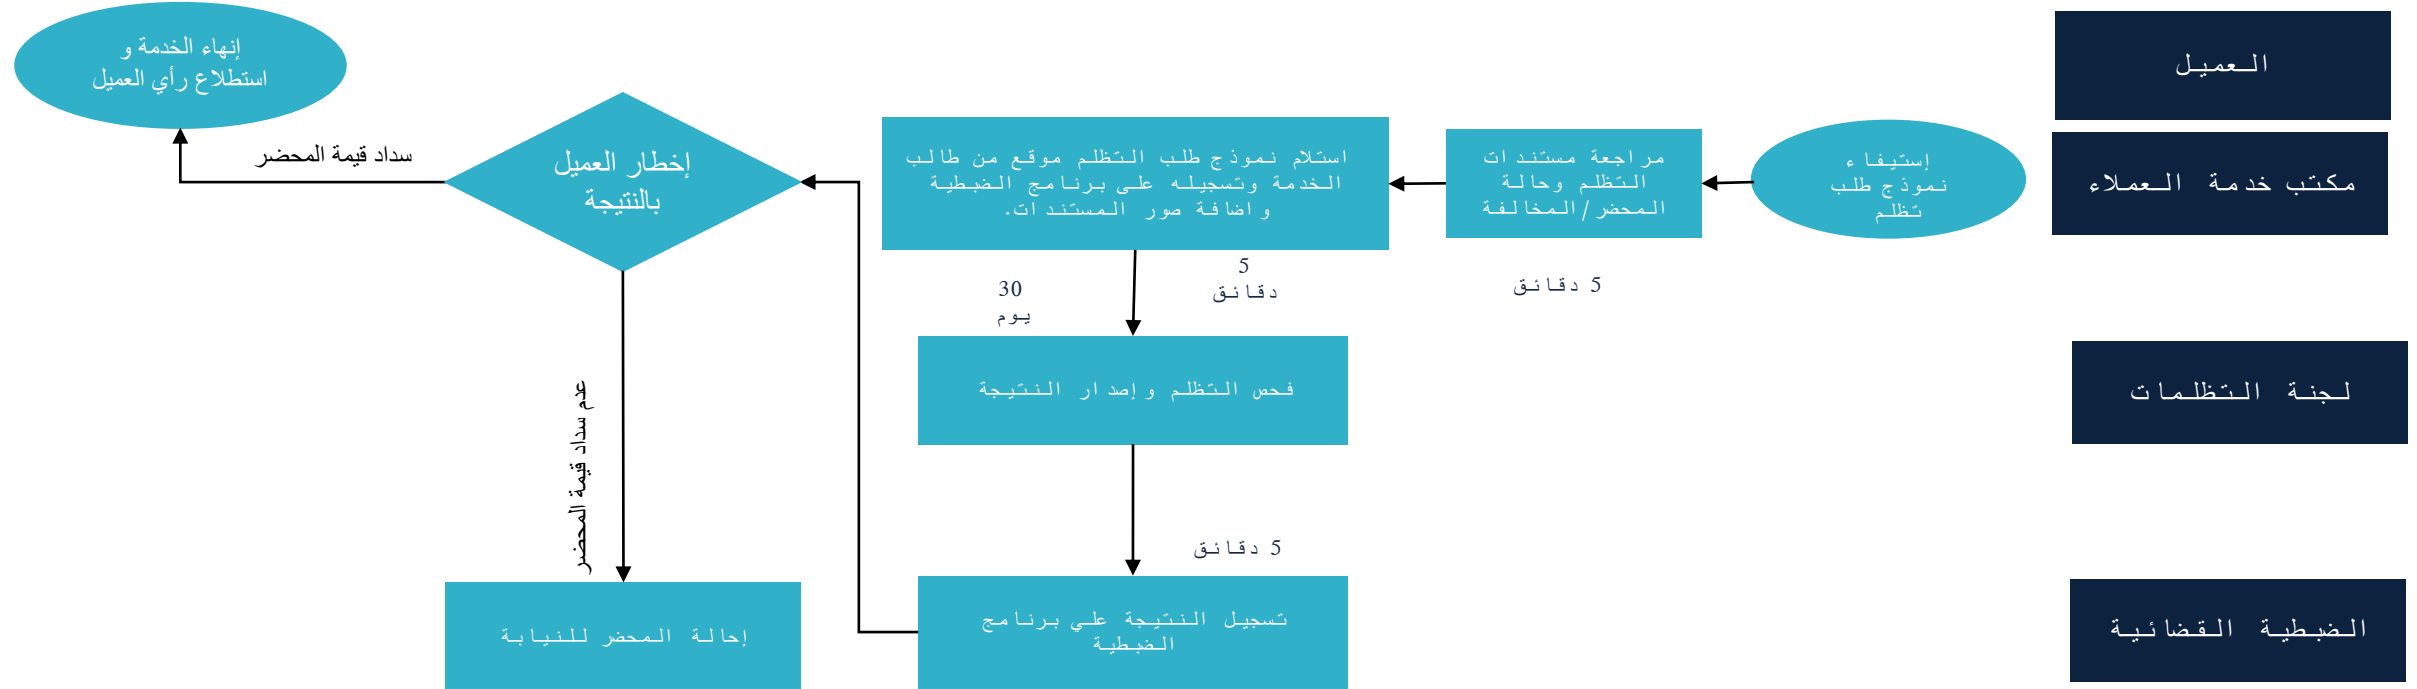 العميل
مكتب خدمة العملاء
لجنة التظلمات
الضبطية القضائية
إستيفاء
نموذج طلب
تظلم
مراجعة مستندات
التظلم وحالة
المحضر/المخالفة
5 دقائق
استلام نموذج طلب التظلم موقع من طالب
الخدمة وتسجيله على برنامج الضبطية
واضافة صور المستندات.
5
دقائق
30
يوم
فحص التظلم وإصدار النتيجة
5 دقائق
تسجيل النتيجة علي برنامج
الضبطية
إخطار العميل
بالنتيجة
سداد قيمة المحضر
إنهاء الخدمة و
استطلاع رأي العميل
عدم سداد قيمة المحضر
إحالة المحضر للنيابة